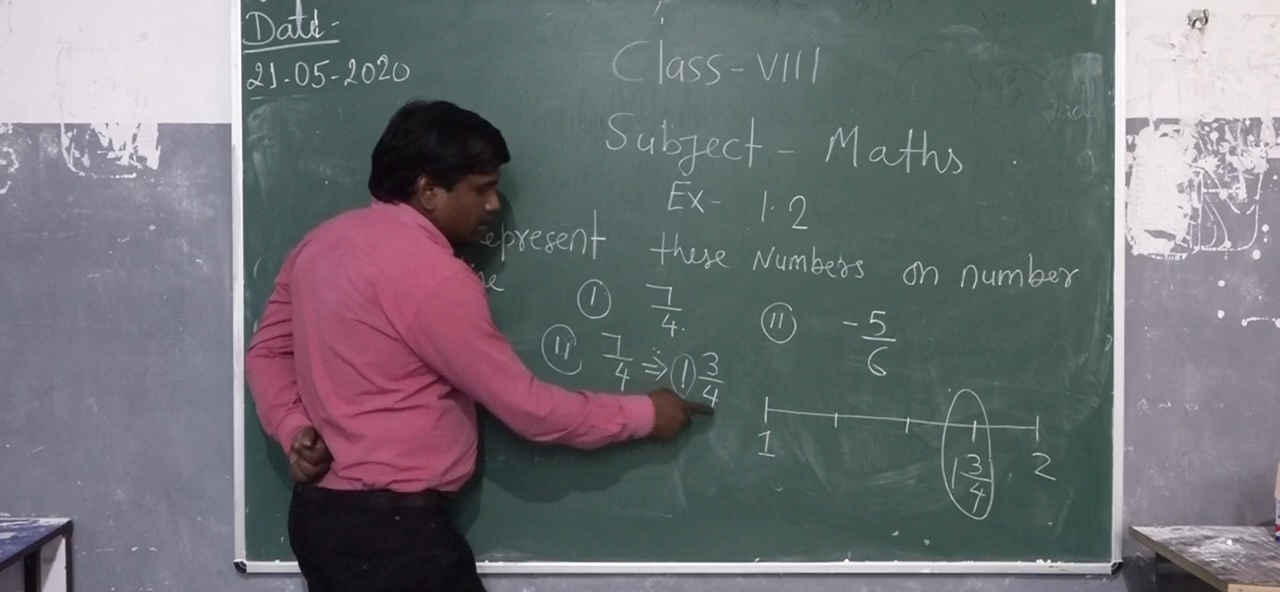 Date-
21-05-2020
Class-VIII
Subject - Maths
Ex- 1.2
epresent these Numbers on number
ne
(I) 7/4. (II) -5/6
(II) 7/4 ⇒ (1) 3/4
1 1 3/4 2